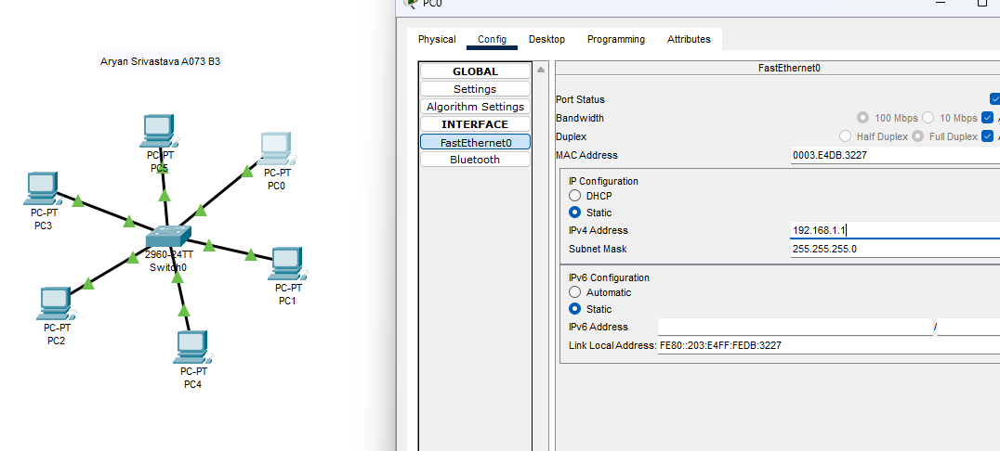 Aryan Srivastava A073 B3
PC-PT
PC5
PC-PT
PC0
PC-PT
PC3
2960-24TT
Switch0
PC-PT
PC1
PC-PT
PC2
PC-PT
PC4
PC0
Physical Config Desktop Programming Attributes
GLOBAL
Settings
Algorithm Settings
INTERFACE
FastEthernet0
Bluetooth
FastEthernet0
Port Status
Bandwidth 100 Mbps 10 Mbps
Duplex Half Duplex Full Duplex
MAC Address 0003.E4DB.3227
IP Configuration
DHCP
Static
IPv4 Address 192.168.1.1
Subnet Mask 255.255.255.0
IPv6 Configuration
Automatic
Static
IPv6 Address /
Link Local Address: FE80::203:E4FF:FEDB:3227